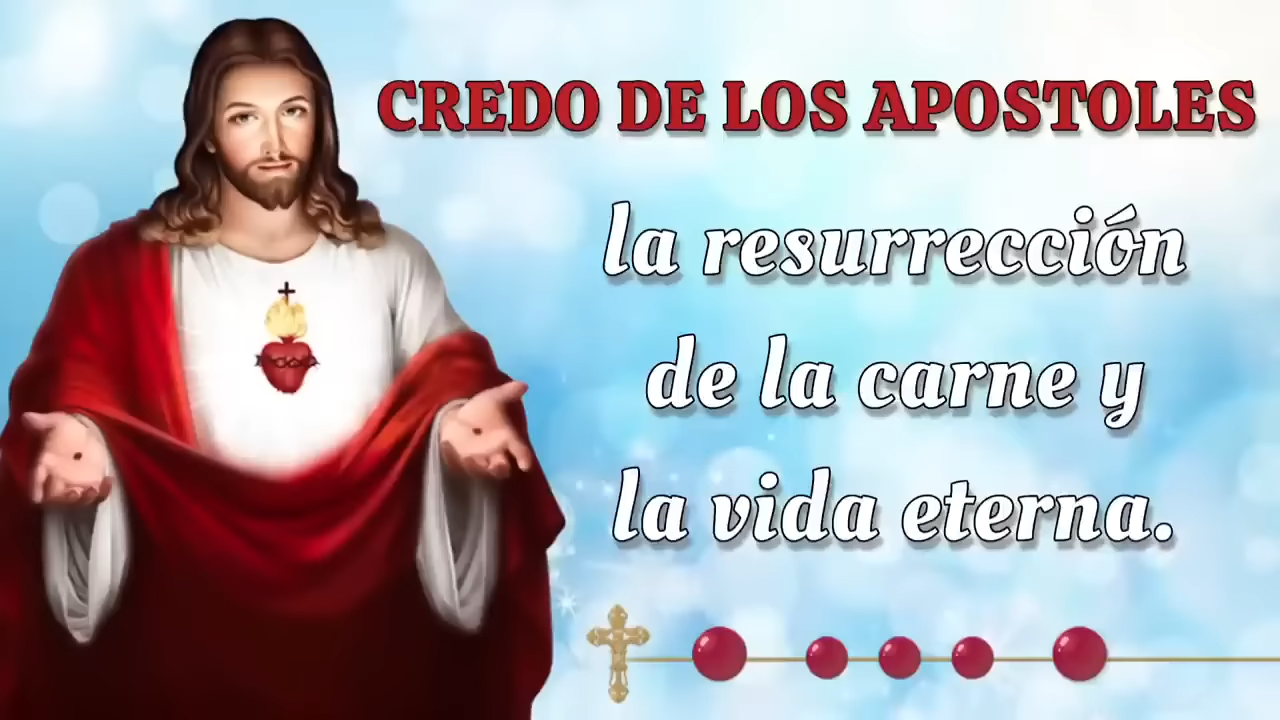 CREDO DE LOS APOSTOLES
la resurrección
de la carne y
la vida eterna.